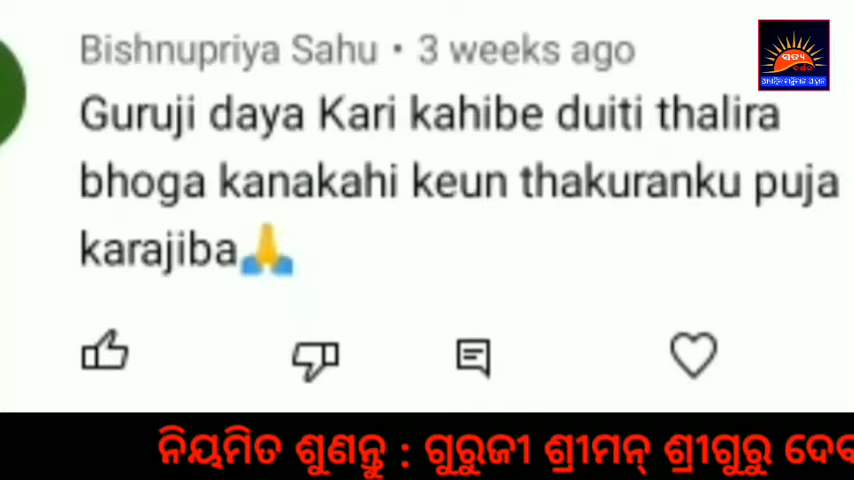 Bishnupriya Sahu • 3 weeks ago
Guruji daya Kari kahibe duiti thalira
bhoga kanakahi keun thakuranku puja
karajiba🙏
ସତ୍ୟ
ନିୟମିତ ଶୁଣନ୍ତୁ : ଗୁରୁଜୀ ଶ୍ରୀମନ୍ ଶ୍ରୀଗୁରୁ ଦେବ